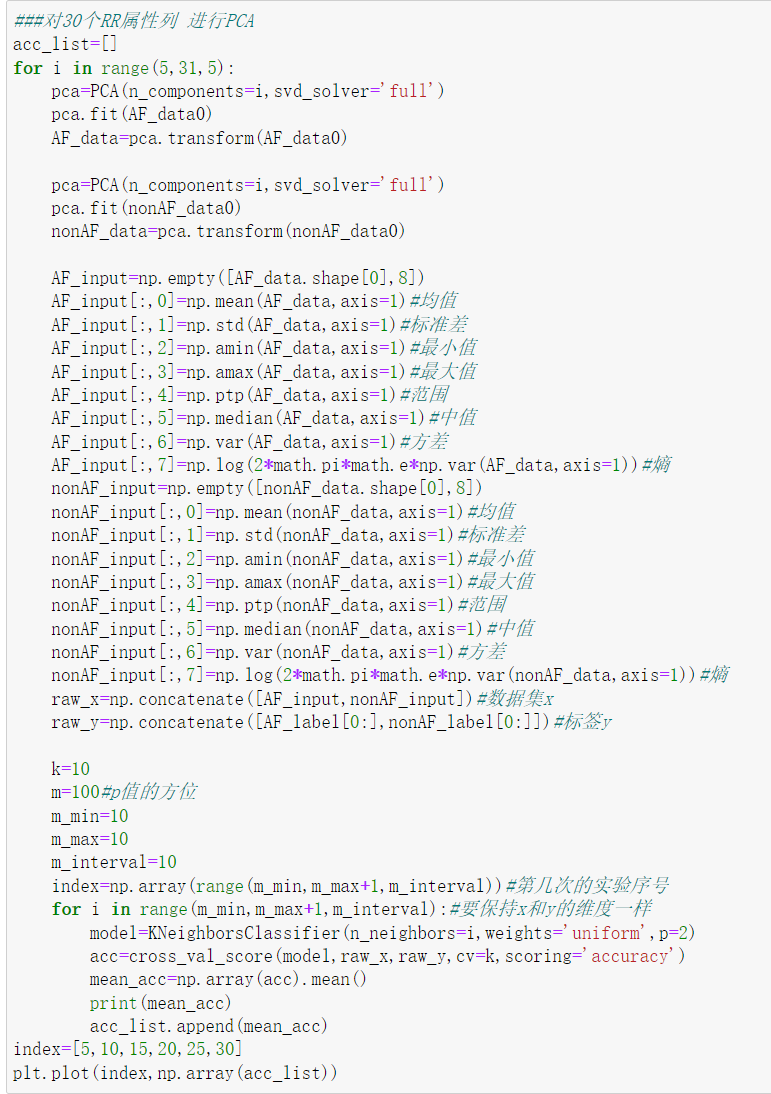 ###对30个RR属性列 进行PCA
acc_list=[]
for i in range(5,31,5):
    pca=PCA(n_components=i,svd_solver='full')
    pca.fit(AF_data0)
    AF_data=pca.transform(AF_data0)

    pca=PCA(n_components=i,svd_solver='full')
    pca.fit(nonAF_data0)
    nonAF_data=pca.transform(nonAF_data0)

    AF_input=np.empty([AF_data.shape[0],8])
    AF_input[:,0]=np.mean(AF_data,axis=1)#均值
    AF_input[:,1]=np.std(AF_data,axis=1)#标准差
    AF_input[:,2]=np.amin(AF_data,axis=1)#最小值
    AF_input[:,3]=np.amax(AF_data,axis=1)#最大值
    AF_input[:,4]=np.ptp(AF_data,axis=1)#范围
    AF_input[:,5]=np.median(AF_data,axis=1)#中值
    AF_input[:,6]=np.var(AF_data,axis=1)#方差
    AF_input[:,7]=np.log(2*math.pi*math.e*np.var(AF_data,axis=1))#熵
    nonAF_input=np.empty([nonAF_data.shape[0],8])
    nonAF_input[:,0]=np.mean(nonAF_data,axis=1)#均值
    nonAF_input[:,1]=np.std(nonAF_data,axis=1)#标准差
    nonAF_input[:,2]=np.amin(nonAF_data,axis=1)#最小值
    nonAF_input[:,3]=np.amax(nonAF_data,axis=1)#最大值
    nonAF_input[:,4]=np.ptp(nonAF_data,axis=1)#范围
    nonAF_input[:,5]=np.median(nonAF_data,axis=1)#中值
    nonAF_input[:,6]=np.var(nonAF_data,axis=1)#方差
    nonAF_input[:,7]=np.log(2*math.pi*math.e*np.var(nonAF_data,axis=1))#熵
    raw_x=np.concatenate([AF_input,nonAF_input])#数据集x
    raw_y=np.concatenate([AF_label[0:],nonAF_label[0:]])#标签y

    k=10
    m=100#p值的方位
    m_min=10
    m_max=10
    m_interval=10
    index=np.array(range(m_min,m_max+1,m_interval))#第几次的实验序号
    for i in range(m_min,m_max+1,m_interval):#要保持x和y的维度一样
        model=KNeighborsClassifier(n_neighbors=i,weights='uniform',p=2)
        acc=cross_val_score(model,raw_x,raw_y,cv=k,scoring='accuracy')
        mean_acc=np.array(acc).mean()
        print(mean_acc)
        acc_list.append(mean_acc)
index=[5,10,15,20,25,30]
plt.plot(index,np.array(acc_list))